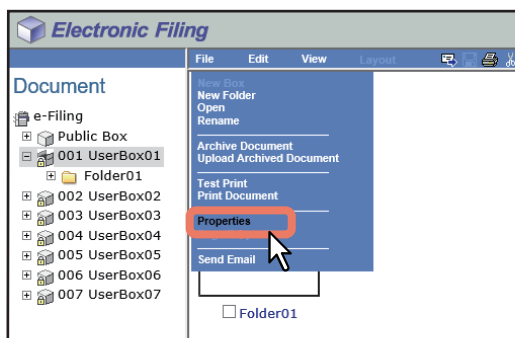 Electronic Filing
File Edit View Layout
Document
e-Filing
Public Box
001 UserBox01
Folder01
002 UserBox02
003 UserBox03
004 UserBox04
005 UserBox05
006 UserBox06
007 UserBox07
New Box
New Folder
Open
Rename
Archive Document
Upload Archived Document
Test Print
Print Document
Properties
Send Email
Folder01